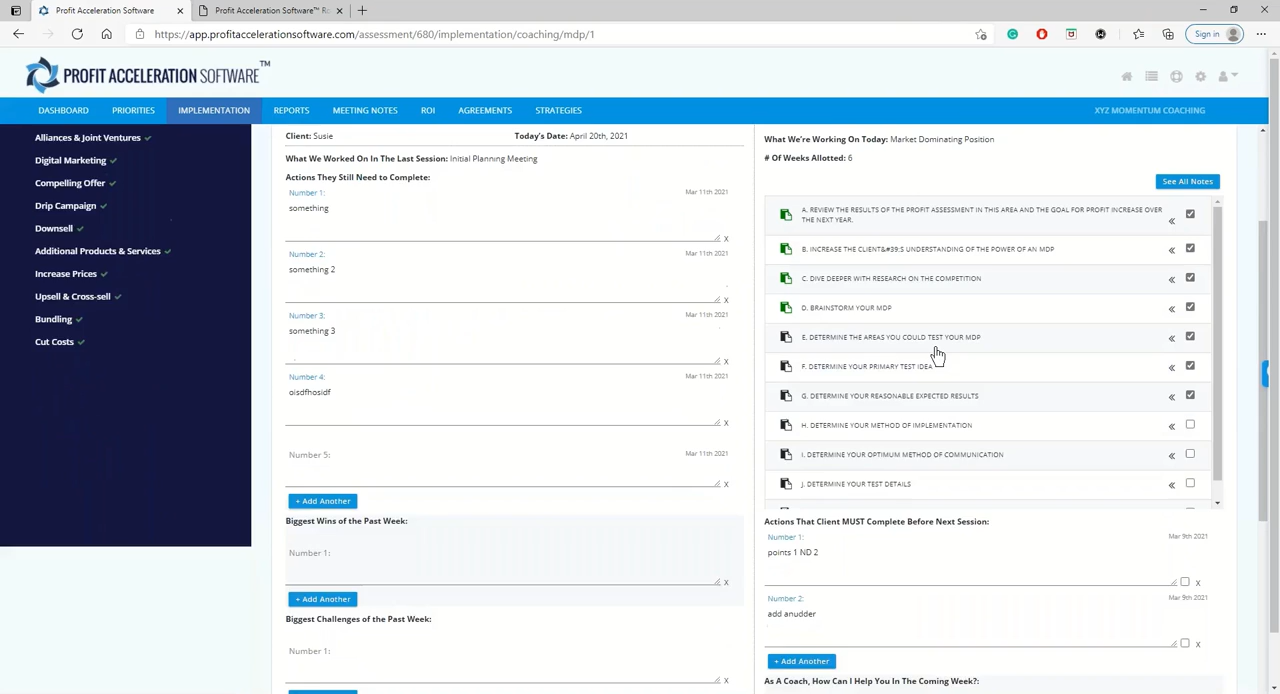 Profit Acceleration Software
Profit Acceleration Software™ Ro
https://app.profitaccelerationsoftware.com/assessment/680/implementation/coaching/mdp/1
Sign in
PROFIT ACCELERATION SOFTWARE™
DASHBOARD
PRIORITIES
IMPLEMENTATION
REPORTS
MEETING NOTES
ROI
AGREEMENTS
STRATEGIES
XYZ MOMENTUM COACHING
Alliances & Joint Ventures
Digital Marketing
Compelling Offer
Drip Campaign
Downsell
Additional Products & Services
Increase Prices
Upsell & Cross-sell
Bundling
Cut Costs
Client: Susie
Today's Date: April 20th, 2021
What We Worked On In The Last Session: Initial Planning Meeting
Actions They Still Need to Complete:
Number 1:
Mar 11th 2021
something
x
Number 2:
Mar 11th 2021
something 2
x
Number 3:
Mar 11th 2021
something 3
x
Number 4:
Mar 11th 2021
oisdfhosidf
x
Number 5:
Mar 11th 2021
x
+ Add Another
Biggest Wins of the Past Week:
Number 1:
x
+ Add Another
Biggest Challenges of the Past Week:
Number 1:
x
What We're Working On Today: Market Dominating Position
# Of Weeks Allotted: 6
See All Notes
A. REVIEW THE RESULTS OF THE PROFIT ASSESSMENT IN THIS AREA AND THE GOAL FOR PROFIT INCREASE OVER
THE NEXT YEAR.
B. INCREASE THE CLIENT&#39;S UNDERSTANDING OF THE POWER OF AN MDP
C. DIVE DEEPER WITH RESEARCH ON THE COMPETITION
D. BRAINSTORM YOUR MDP
E. DETERMINE THE AREAS YOU COULD TEST YOUR MDP
F. DETERMINE YOUR PRIMARY TEST IDEA
G. DETERMINE YOUR REASONABLE EXPECTED RESULTS
H. DETERMINE YOUR METHOD OF IMPLEMENTATION
I. DETERMINE YOUR OPTIMUM METHOD OF COMMUNICATION
J. DETERMINE YOUR TEST DETAILS
Actions That Client MUST Complete Before Next Session:
Number 1:
Mar 9th 2021
points 1 ND 2
x
Number 2:
Mar 9th 2021
add anudder
x
+ Add Another
As A Coach, How Can I Help You In The Coming Week?: